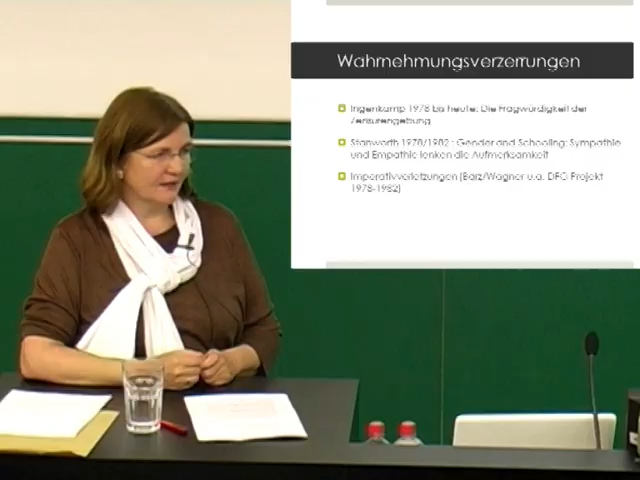 Wahrnehmungsverzerrungen
Ingenkamp 1978 bis heute: Die Fragwürdigkeit der
Zensurengebung
Stanworth 1978/1982: Gender and Schooling: Sympathie
und Empathie lenken die Aufmerksamkeit
Imperativverletzungen (Barz/Wagner u.a. DFG Projekt
1978-1982)